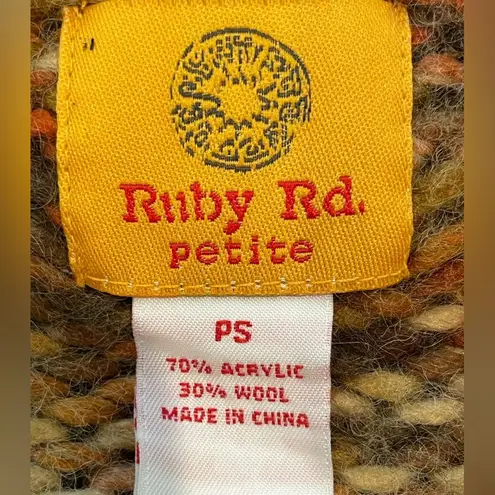 Ruby Rd.
petite
PS
70% ACRYLIC
30% WOOL
MADE IN CHINA